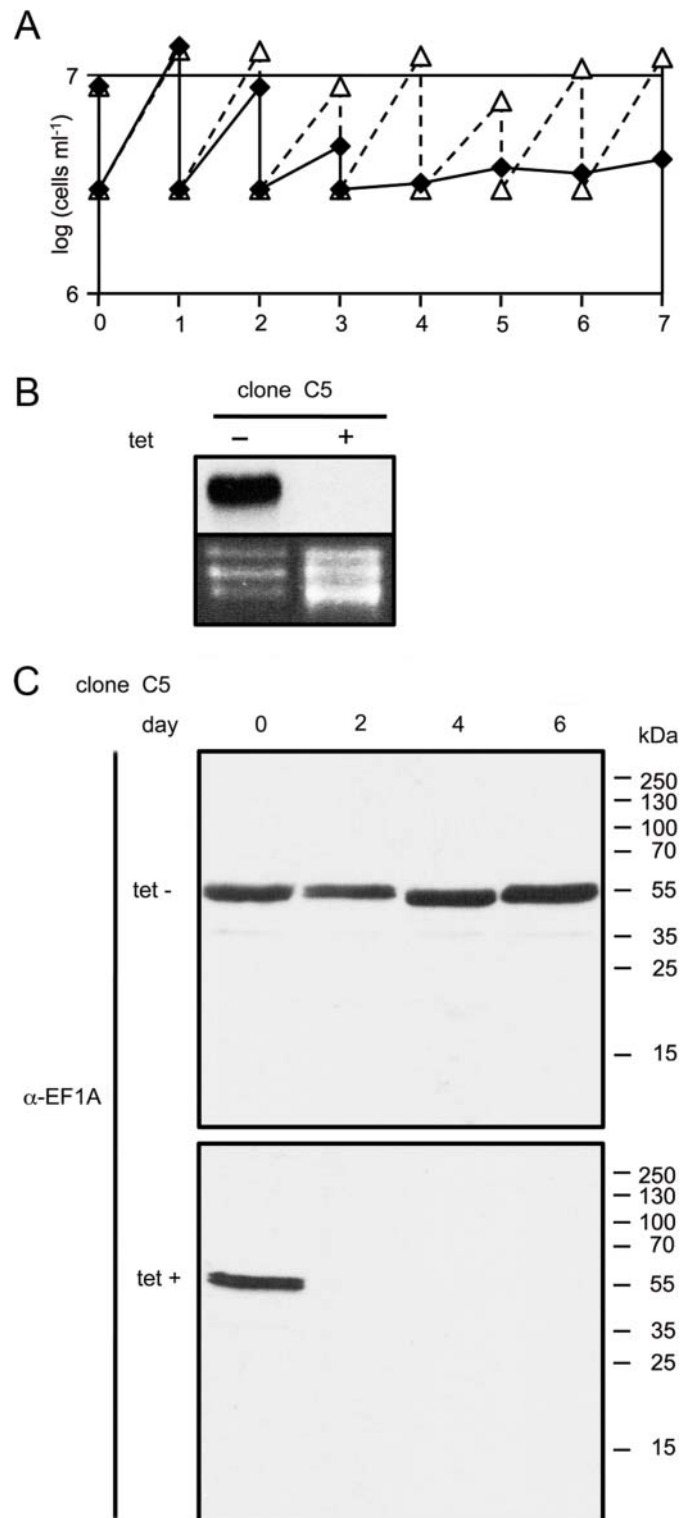 A
7
log (cells ml-1)
6
0 1 2 3 4 5 6 7
B
clone C5
tet – +
C
clone C5
day 0 2 4 6 kDa
250
130
100
70
tet - 55
35
25
15
α-EF1A
250
130
100
70
tet + 55
35
25
15